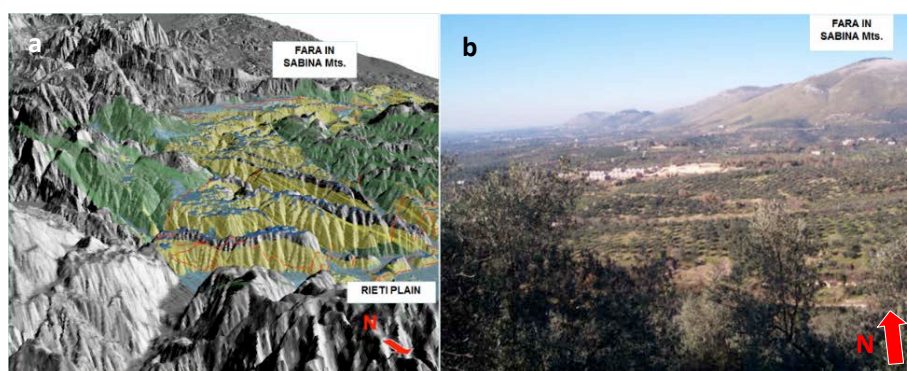 a
FARA IN
SABINA Mts.
RIETI PLAIN
N
b
FARA IN
SABINA Mts.
N